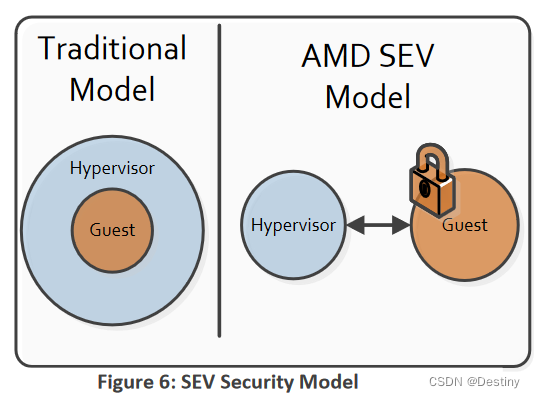 Traditional
Model
AMD SEV
Model
Hypervisor
Guest
Hypervisor
Guest
Figure 6: SEV Security Model
CSDN @Destiny